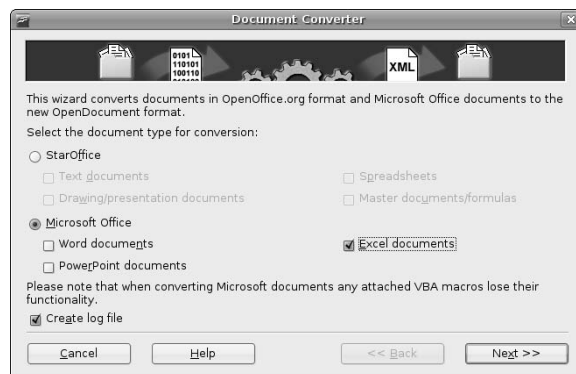 Document Converter
0101
110101
100110
XML
This wizard converts documents in OpenOffice.org format and Microsoft Office documents to the
new OpenDocument format.
Select the document type for conversion:
StarOffice
Text documents
Spreadsheets
Drawing/presentation documents
Master documents/formulas
Microsoft Office
Word documents
Excel documents
PowerPoint documents
Please note that when converting Microsoft documents any attached VBA macros lose their
functionality.
Create log file
Cancel
Help
<< Back
Next >>